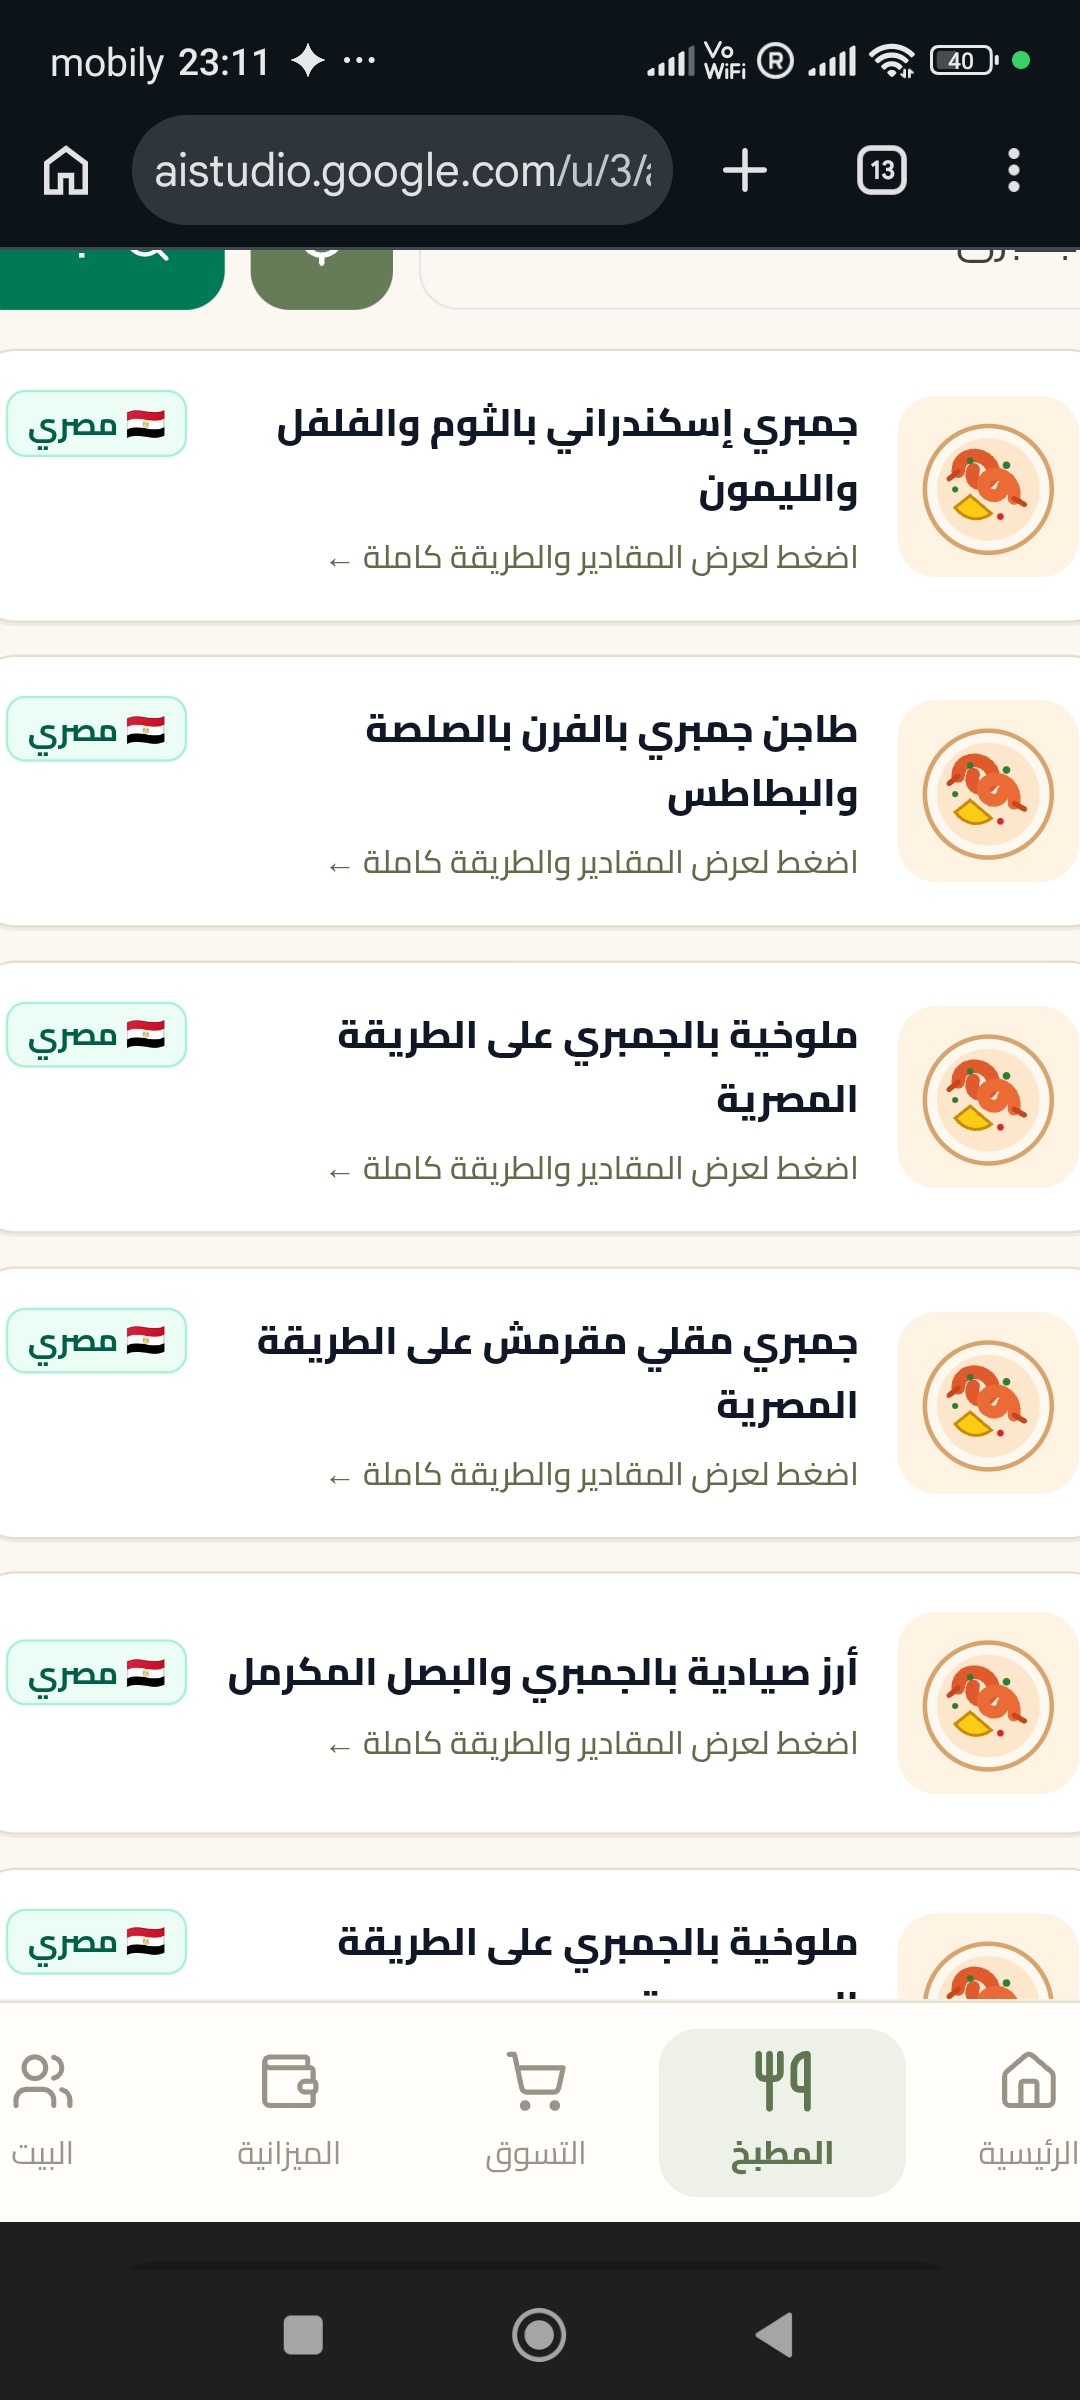 mobily 23:11
Vo WiFi
R
40
aistudio.google.com/u/3/
13
جمبري إسكندراني بالثوم والفلفل
والليمون
مصري
اضغط لعرض المقادير والطريقة كاملة ←
طاجن جمبري بالفرن بالصلصة
والبطاطس
مصري
اضغط لعرض المقادير والطريقة كاملة ←
ملوخية بالجمبري على الطريقة
المصرية
مصري
اضغط لعرض المقادير والطريقة كاملة ←
جمبري مقلي مقرمش على الطريقة
المصرية
مصري
اضغط لعرض المقادير والطريقة كاملة ←
أرز صيادية بالجمبري والبصل المكرمل
مصري
اضغط لعرض المقادير والطريقة كاملة ←
ملوخية بالجمبري على الطريقة
مصري
الرئيسية
المطبخ
التسوق
الميزانية
البيت